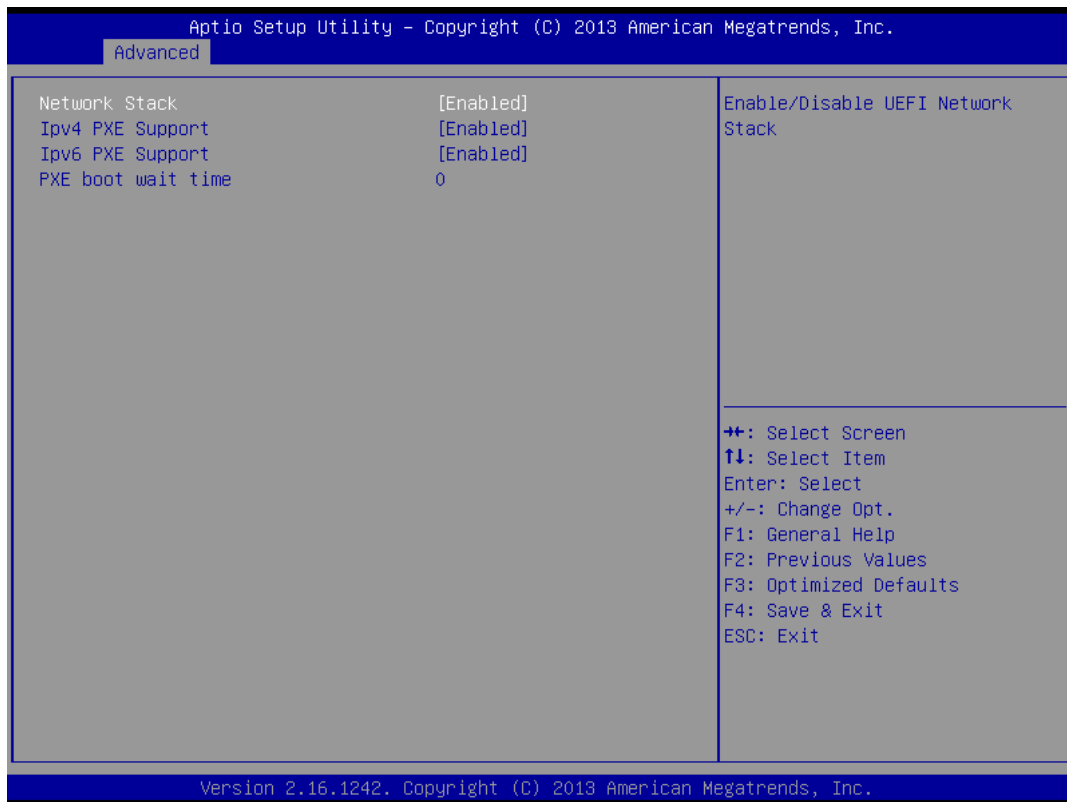 Aptio Setup Utility – Copyright (C) 2013 American Megatrends, Inc.
Advanced
Network Stack [Enabled]
Ipv4 PXE Support [Enabled]
Ipv6 PXE Support [Enabled]
PXE boot wait time 0
Enable/Disable UEFI Network
Stack
→←: Select Screen
↑↓: Select Item
Enter: Select
+/-: Change Opt.
F1: General Help
F2: Previous Values
F3: Optimized Defaults
F4: Save & Exit
ESC: Exit
Version 2.16.1242. Copyright (C) 2013 American Megatrends, Inc.